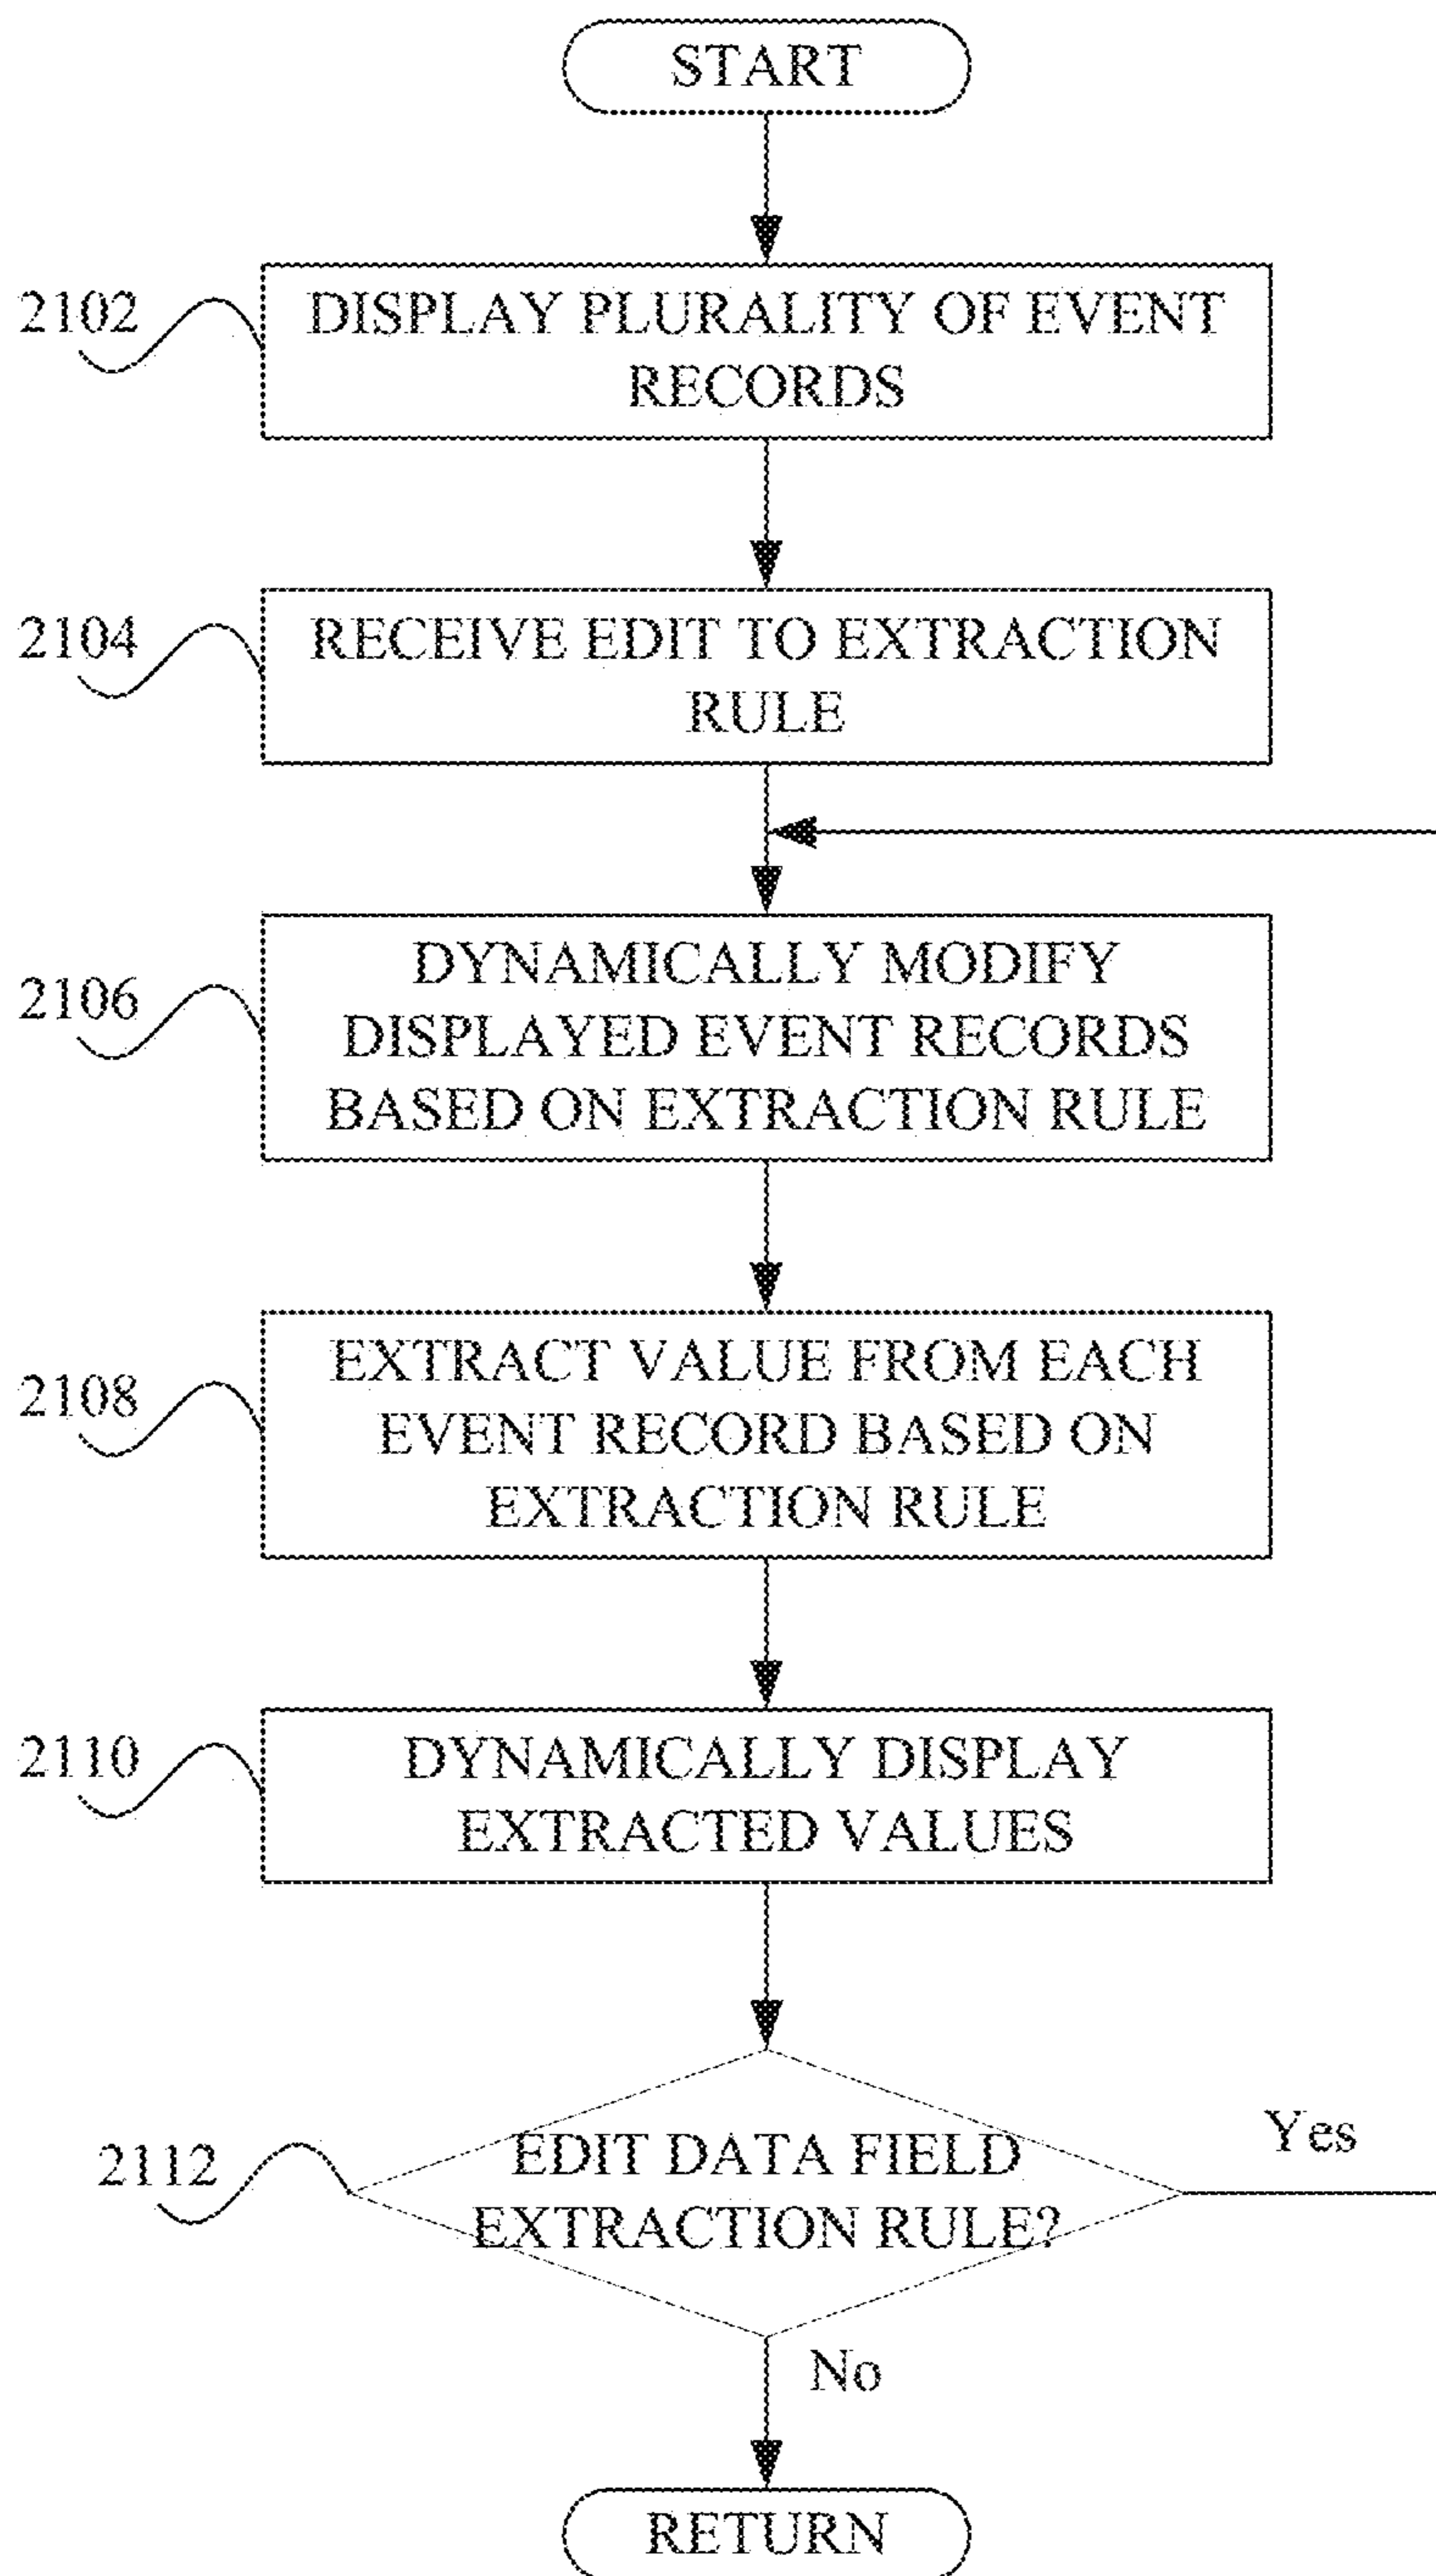 START
2102
DISPLAY PLURALITY OF EVENT
RECORDS
2104
RECEIVE EDIT TO EXTRACTION
RULE
2106
DYNAMICALLY MODIFY
DISPLAYED EVENT RECORDS
BASED ON EXTRACTION RULE
2108
EXTRACT VALUE FROM EACH
EVENT RECORD BASED ON
EXTRACTION RULE
2110
DYNAMICALLY DISPLAY
EXTRACTED VALUES
2112
EDIT DATA FIELD
EXTRACTION RULE?
Yes
No
RETURN